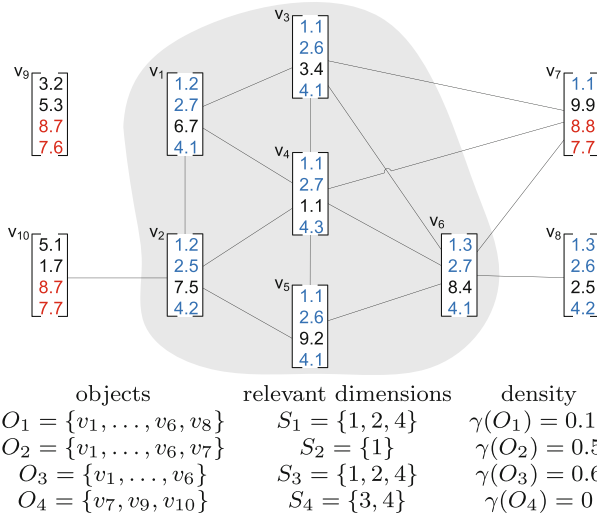 v3
1.1
2.6
3.4
4.1
v9
3.2
5.3
8.7
7.6
v1
1.2
2.7
6.7
4.1
v7
1.1
9.9
8.8
7.7
v4
1.1
2.7
1.1
4.3
v10
5.1
1.7
8.7
7.7
v2
1.2
2.5
7.5
4.2
v6
1.3
2.7
8.4
4.1
v8
1.3
2.6
2.5
4.2
v5
1.1
2.6
9.2
4.1
objects relevant dimensions density
O1 = {v1, . . . , v6, v8} S1 = {1, 2, 4} γ(O1) = 0.1
O2 = {v1, . . . , v6, v7} S2 = {1} γ(O2) = 0.5
O3 = {v1, . . . , v6} S3 = {1, 2, 4} γ(O3) = 0.6
O4 = {v7, v9, v10} S4 = {3, 4} γ(O4) = 0